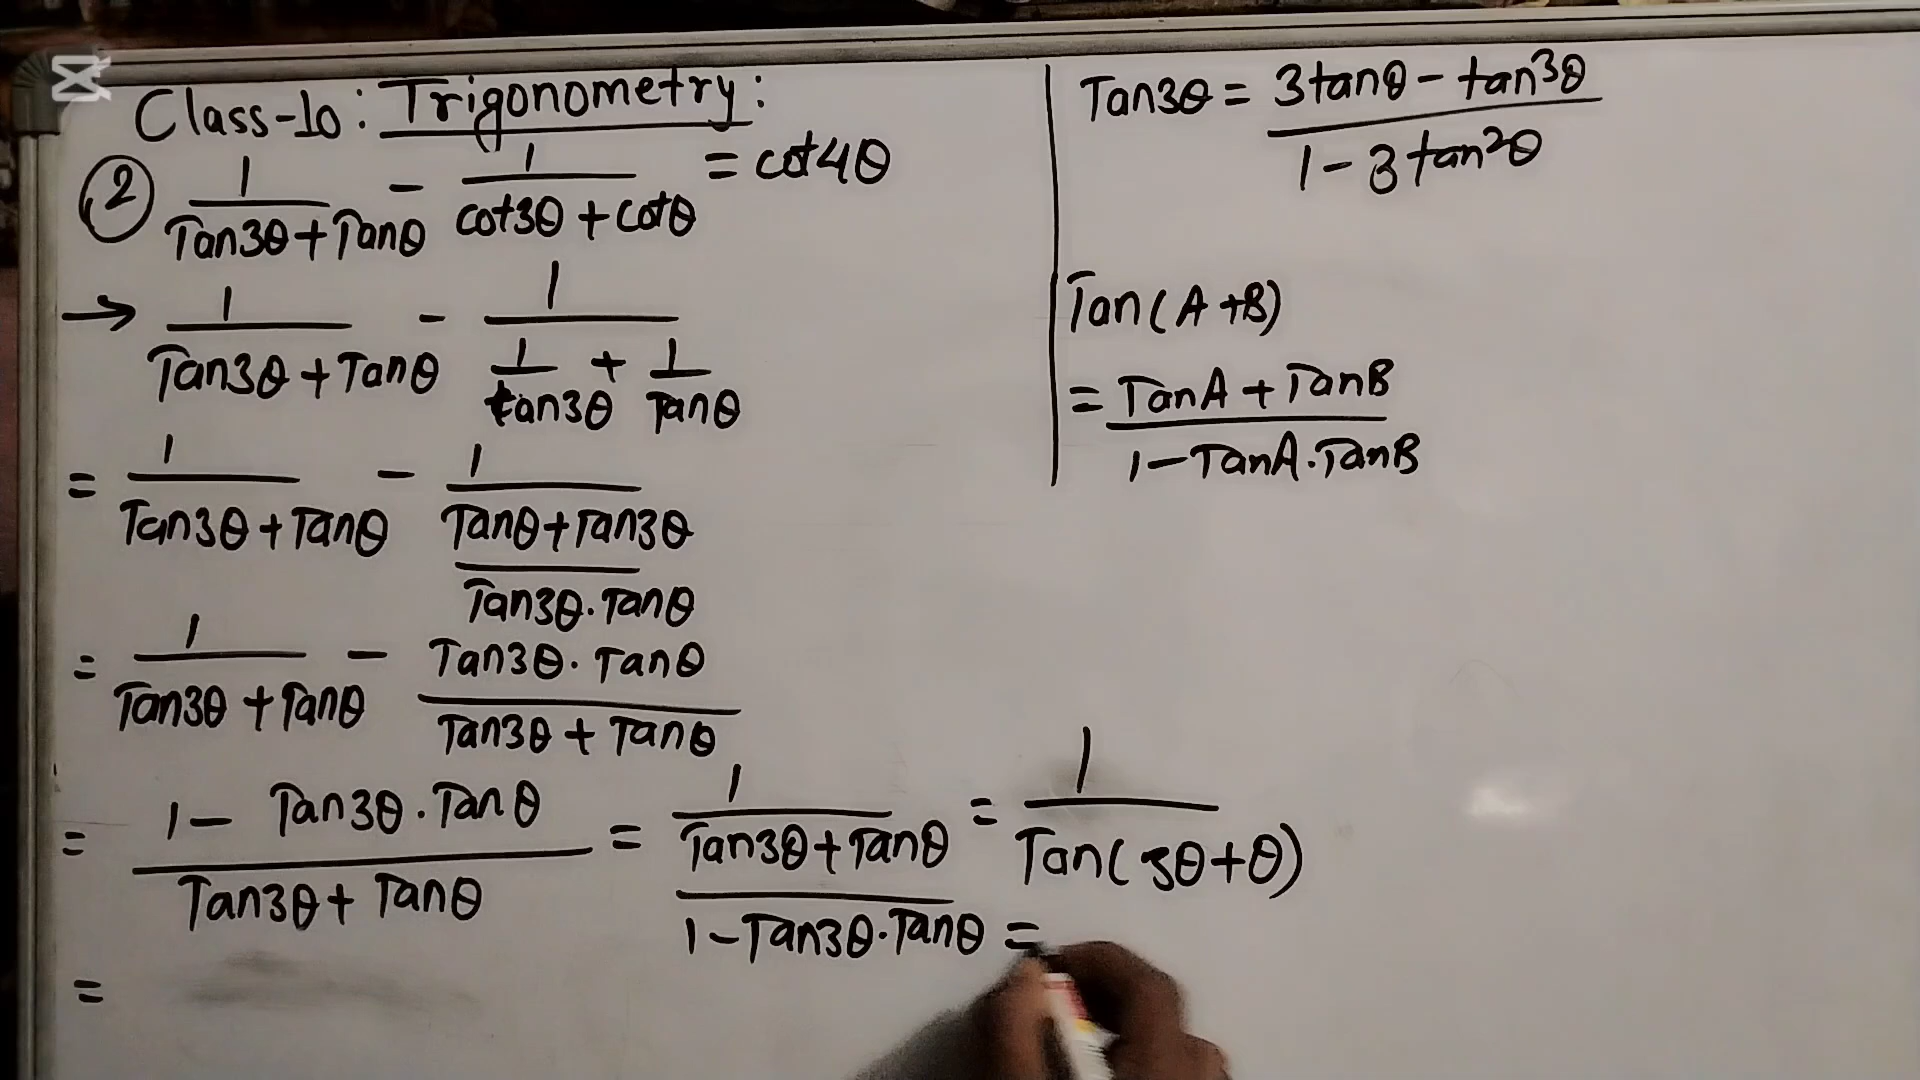 Class-10: Trigonometry:
② 1/(Tan3θ+Tanθ) - 1/(cot3θ+cotθ) = cot4θ
→ 1/(Tan3θ+Tanθ) - 1/(1/tan3θ + 1/Tanθ)
= 1/(Tan3θ+Tanθ) - 1/((Tanθ+Tan3θ)/(Tan3θ.Tanθ))
= 1/(Tan3θ+Tanθ) - (Tan3θ.Tanθ)/(Tan3θ+Tanθ)
= (1-Tan3θ.Tanθ)/(Tan3θ+Tanθ) = 1/((Tan3θ+Tanθ)/(1-Tan3θ.Tanθ)) = 1/Tan(3θ+θ)
=
=
Tan3θ = (3tanθ - tan³θ)/(1-3tan²θ)
Tan(A+B)
= (TanA+TanB)/(1-TanA.TanB)